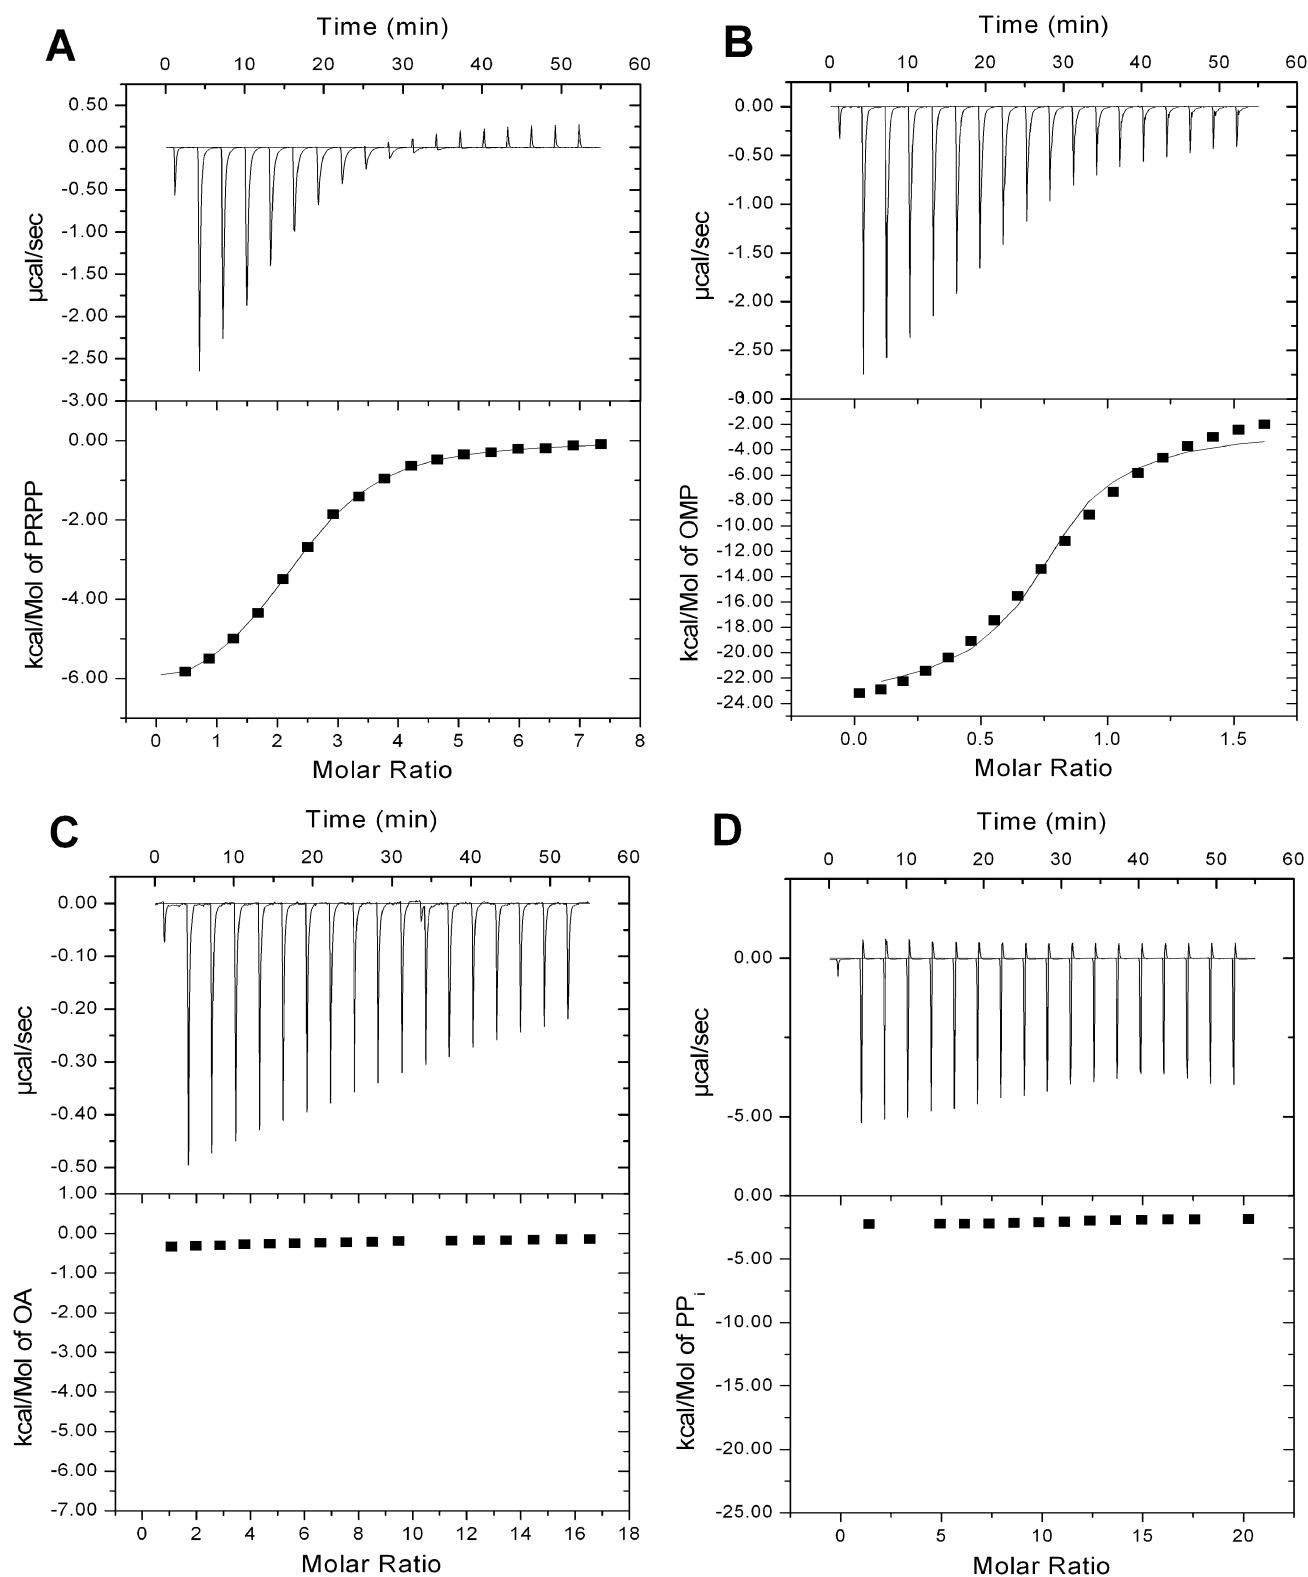 A
Time (min)
0 10 20 30 40 50 60
0.50
0.00
-0.50
-1.00
-1.50
-2.00
-2.50
-3.00
µcal/sec
0.00
-2.00
-4.00
-6.00
kcal/Mol of PRPP
0 1 2 3 4 5 6 7 8
Molar Ratio
B
Time (min)
0 10 20 30 40 50 60
0.00
-0.50
-1.00
-1.50
-2.00
-2.50
-3.00
µcal/sec
-2.00
-4.00
-6.00
-8.00
-10.00
-12.00
-14.00
-16.00
-18.00
-20.00
-22.00
-24.00
kcal/Mol of OMP
0.0 0.5 1.0 1.5
Molar Ratio
C
Time (min)
0 10 20 30 40 50 60
0.00
-0.10
-0.20
-0.30
-0.40
-0.50
µcal/sec
1.00
0.00
-1.00
-2.00
-3.00
-4.00
-5.00
-6.00
-7.00
kcal/Mol of OA
0 2 4 6 8 10 12 14 16 18
Molar Ratio
D
Time (min)
0 10 20 30 40 50 60
0.00
-5.00
µcal/sec
0.00
-5.00
-10.00
-15.00
-20.00
-25.00
kcal/Mol of PPi
0 5 10 15 20
Molar Ratio